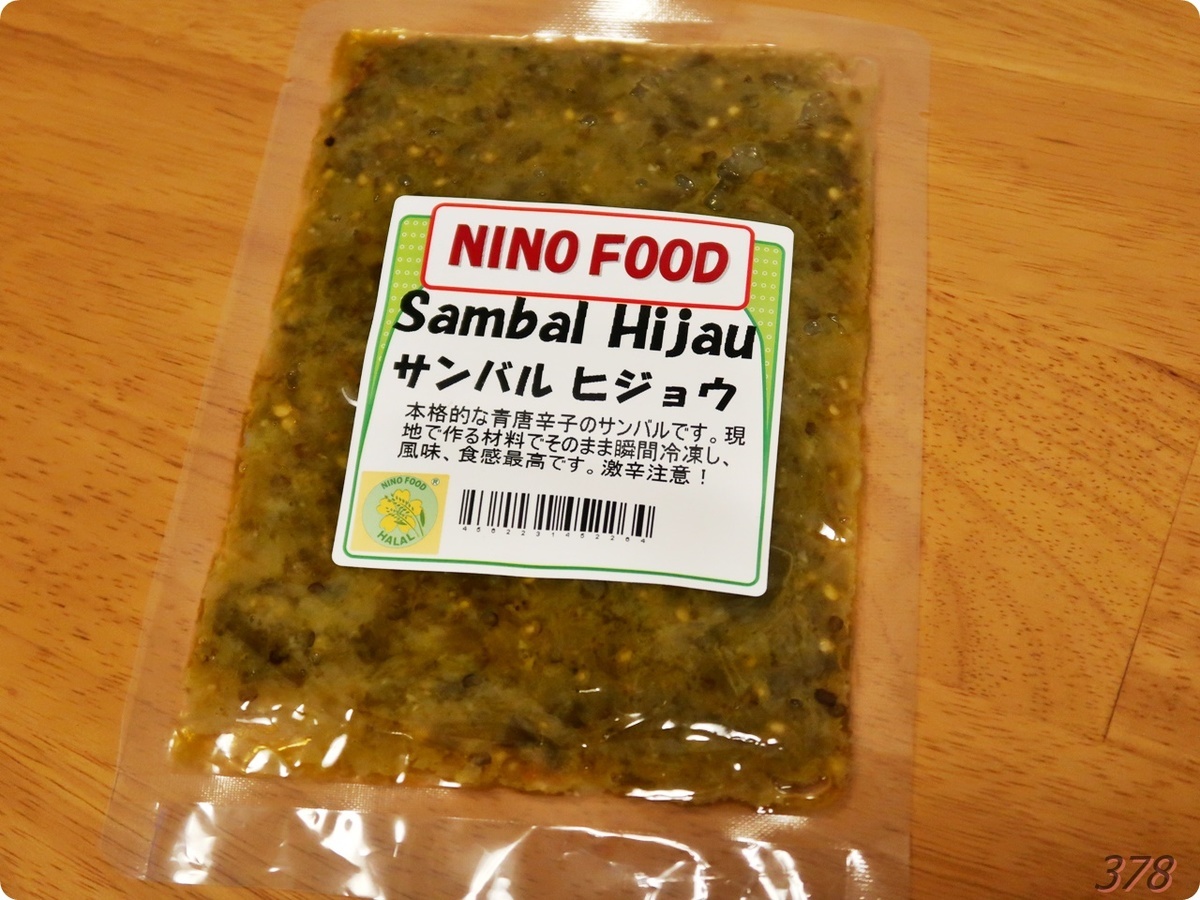 NINO FOOD
Sambal Hijau
サンバル ヒジョウ
本格的な青唐辛子のサンバルです。現
地で作る材料でそのまま瞬間冷凍し、
風味、食感最高です。激辛注意！
NINO FOOD ®
HALAL
4562231452264
378